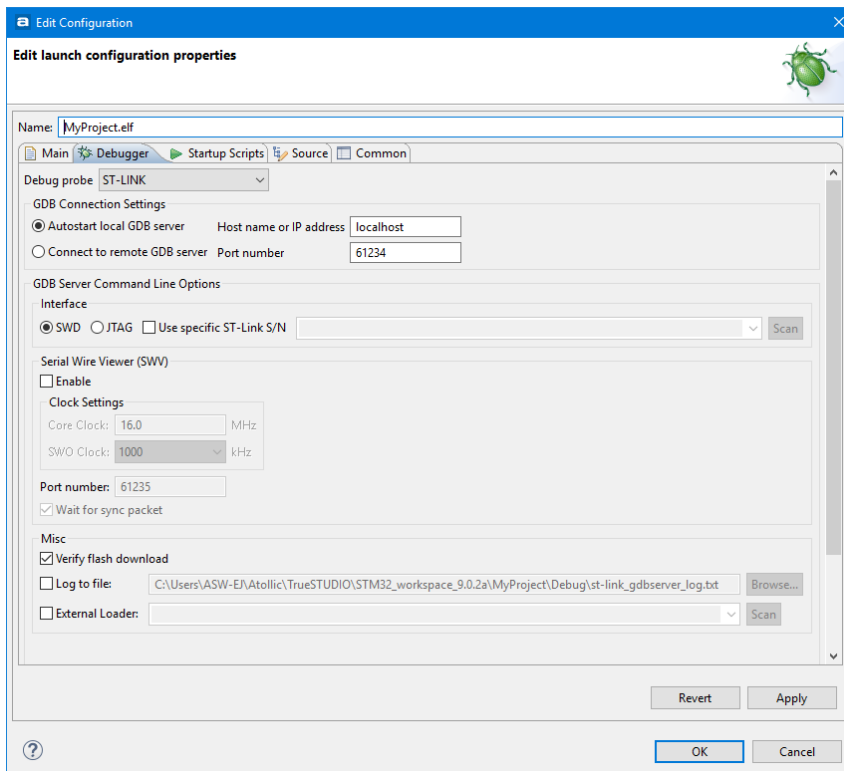 Edit Configuration
Edit launch configuration properties
Name: MyProject.elf
Main Debugger Startup Scripts Source Common
Debug probe ST-LINK
GDB Connection Settings
Autostart local GDB server Host name or IP address localhost
Connect to remote GDB server Port number 61234
GDB Server Command Line Options
Interface
SWD JTAG Use specific ST-Link S/N Scan
Serial Wire Viewer (SWV)
Enable
Clock Settings
Core Clock: 16.0 MHz
SWO Clock: 1000 kHz
Port number: 61235
Wait for sync packet
Misc
Verify flash download
Log to file: C:\Users\ASW-EJ\Atollic\TrueSTUDIO\STM32_workspace_9.0.2a\MyProject\Debug\st-link_gdbserver_log.txt Browse...
External Loader: Scan
Revert Apply
OK Cancel